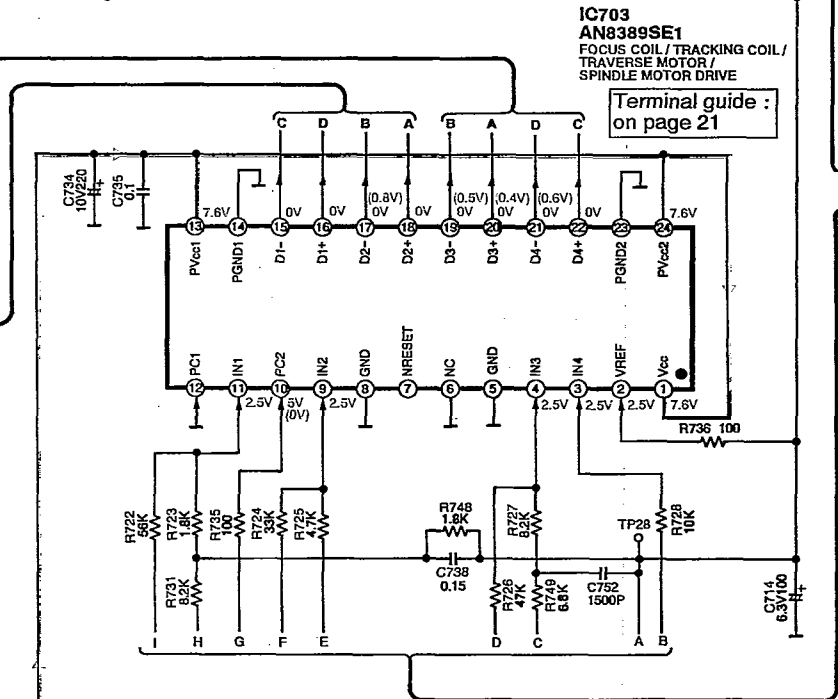 IC703
AN8389SE1
FOCUS COIL / TRACKING COIL /
TRAVERSE MOTOR /
SPINDLE MOTOR DRIVE
Terminal guide :
on page 21
C D B A B A D C
C734
10V220
C735
0.1
7.6V 0V 0V (0.8V) 0V 0V (0.5V) 0V (0.4V) 0V (0.6V) 0V 0V 7.6V
13 14 15 16 17 18 19 20 21 22 23 24
PVcc1 PGND1 D1- D1+ D2- D2+ D3- D3+ D4- D4+ PGND2 PVcc2
PC1 IN1 PC2 IN2 GND NRESET NC GND IN3 IN4 VREF Vcc
12 11 10 9 8 7 6 5 4 3 2 1
2.5V 5V (0V) 2.5V 2.5V 2.5V 2.5V 7.6V
R736 100
R722
56K
R723
1.8K
R735
100
R724
33K
R725
4.7K
R748
1.8K
R727
8.2K
TP28
R728
10K
C738
0.15
R731
8.2K
R726
47K
R749
6.8K
C752
1500P
C714
6.3V100
I H G F E D C A B